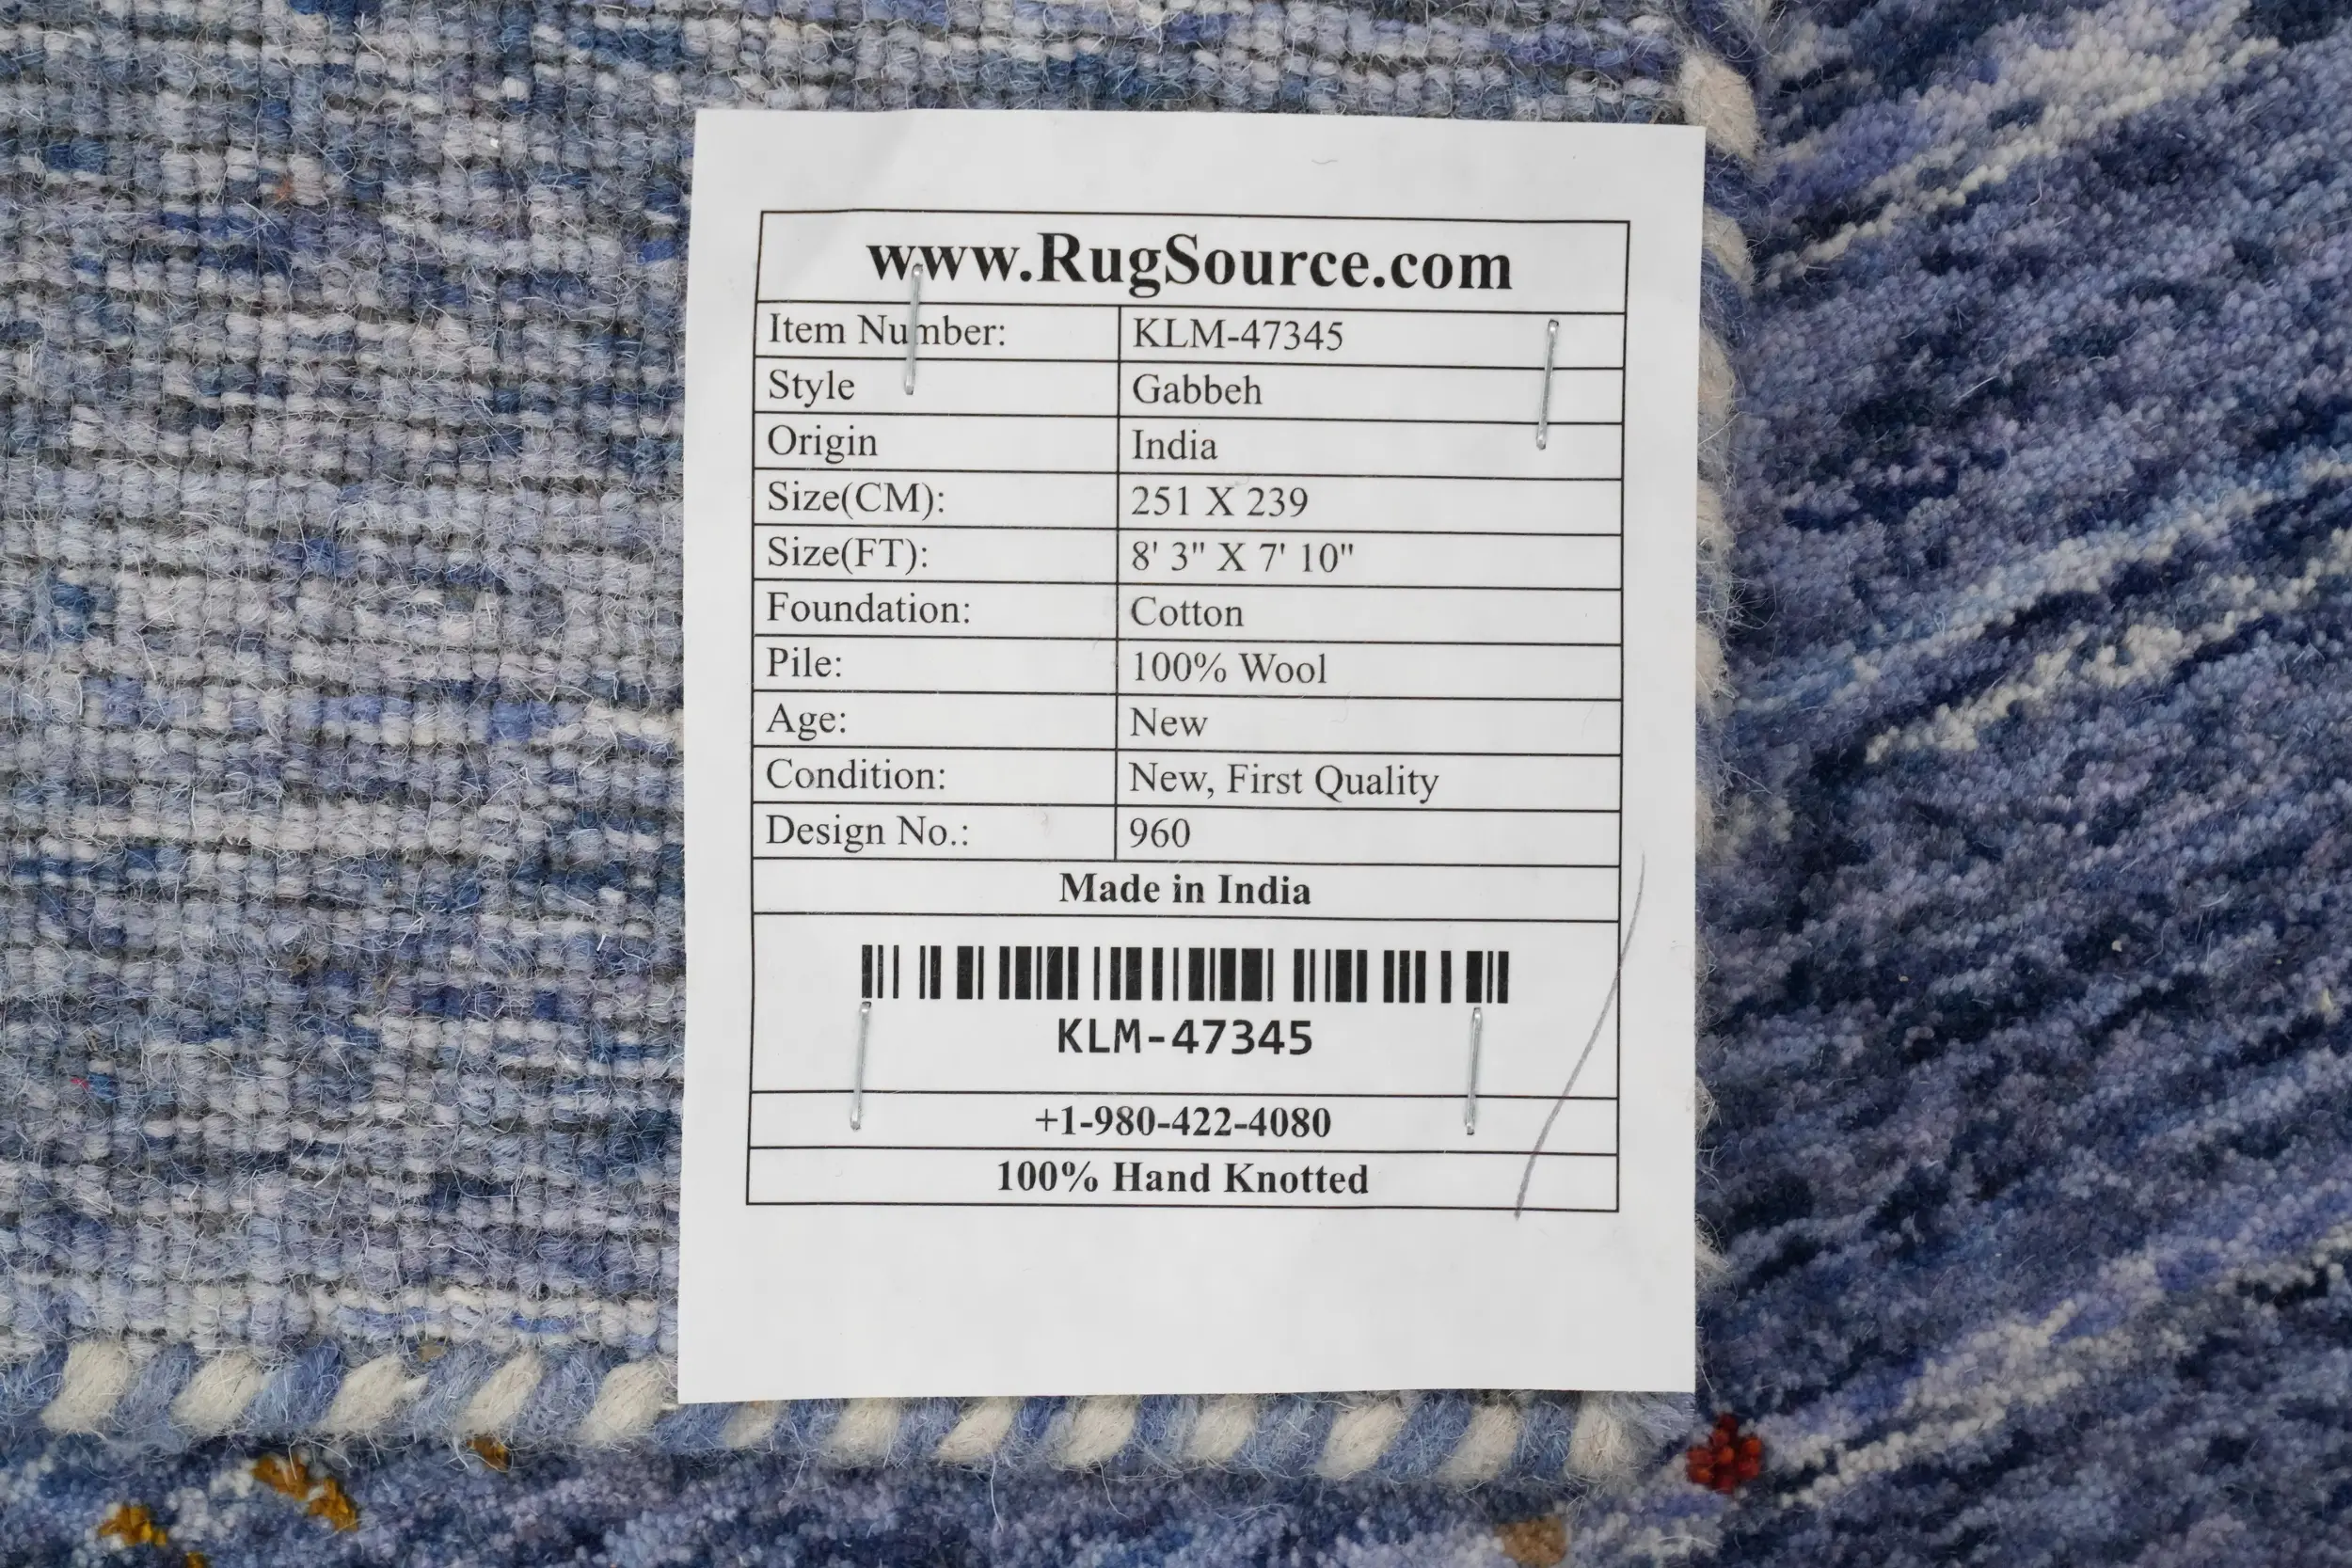 www.RugSource.com
Item Number: KLM-47345
Style Gabbeh
Origin India
Size(CM): 251 X 239
Size(FT): 8' 3" X 7' 10"
Foundation: Cotton
Pile: 100% Wool
Age: New
Condition: New, First Quality
Design No.: 960
Made in India
KLM-47345
+1-980-422-4080
100% Hand Knotted